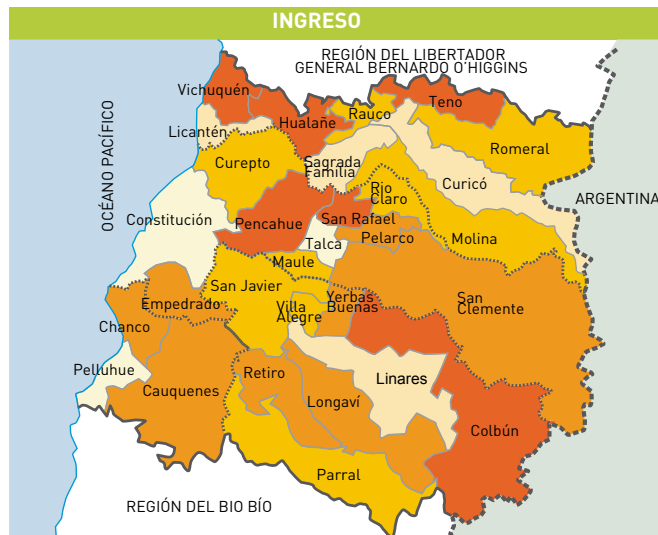 INGRESO
REGIÓN DEL LIBERTADOR
GENERAL BERNARDO O'HIGGINS
OCÉANO PACÍFICO
Vichuquén
Teno
Rauco
Hualañe
Licantén
Romeral
Curepto
Sagrada
Familia
Curicó
Rio
Claro
ARGENTINA
Constitución
Pencahue
San Rafael
Talca
Pelarco
Molina
Maule
San Javier
Empedrado
Villa
Alegre
Yerbas
Buenas
San
Clemente
Chanco
Pelluhue
Cauquenes
Retiro
Linares
Longaví
Colbún
Parral
REGIÓN DEL BIO BÍO